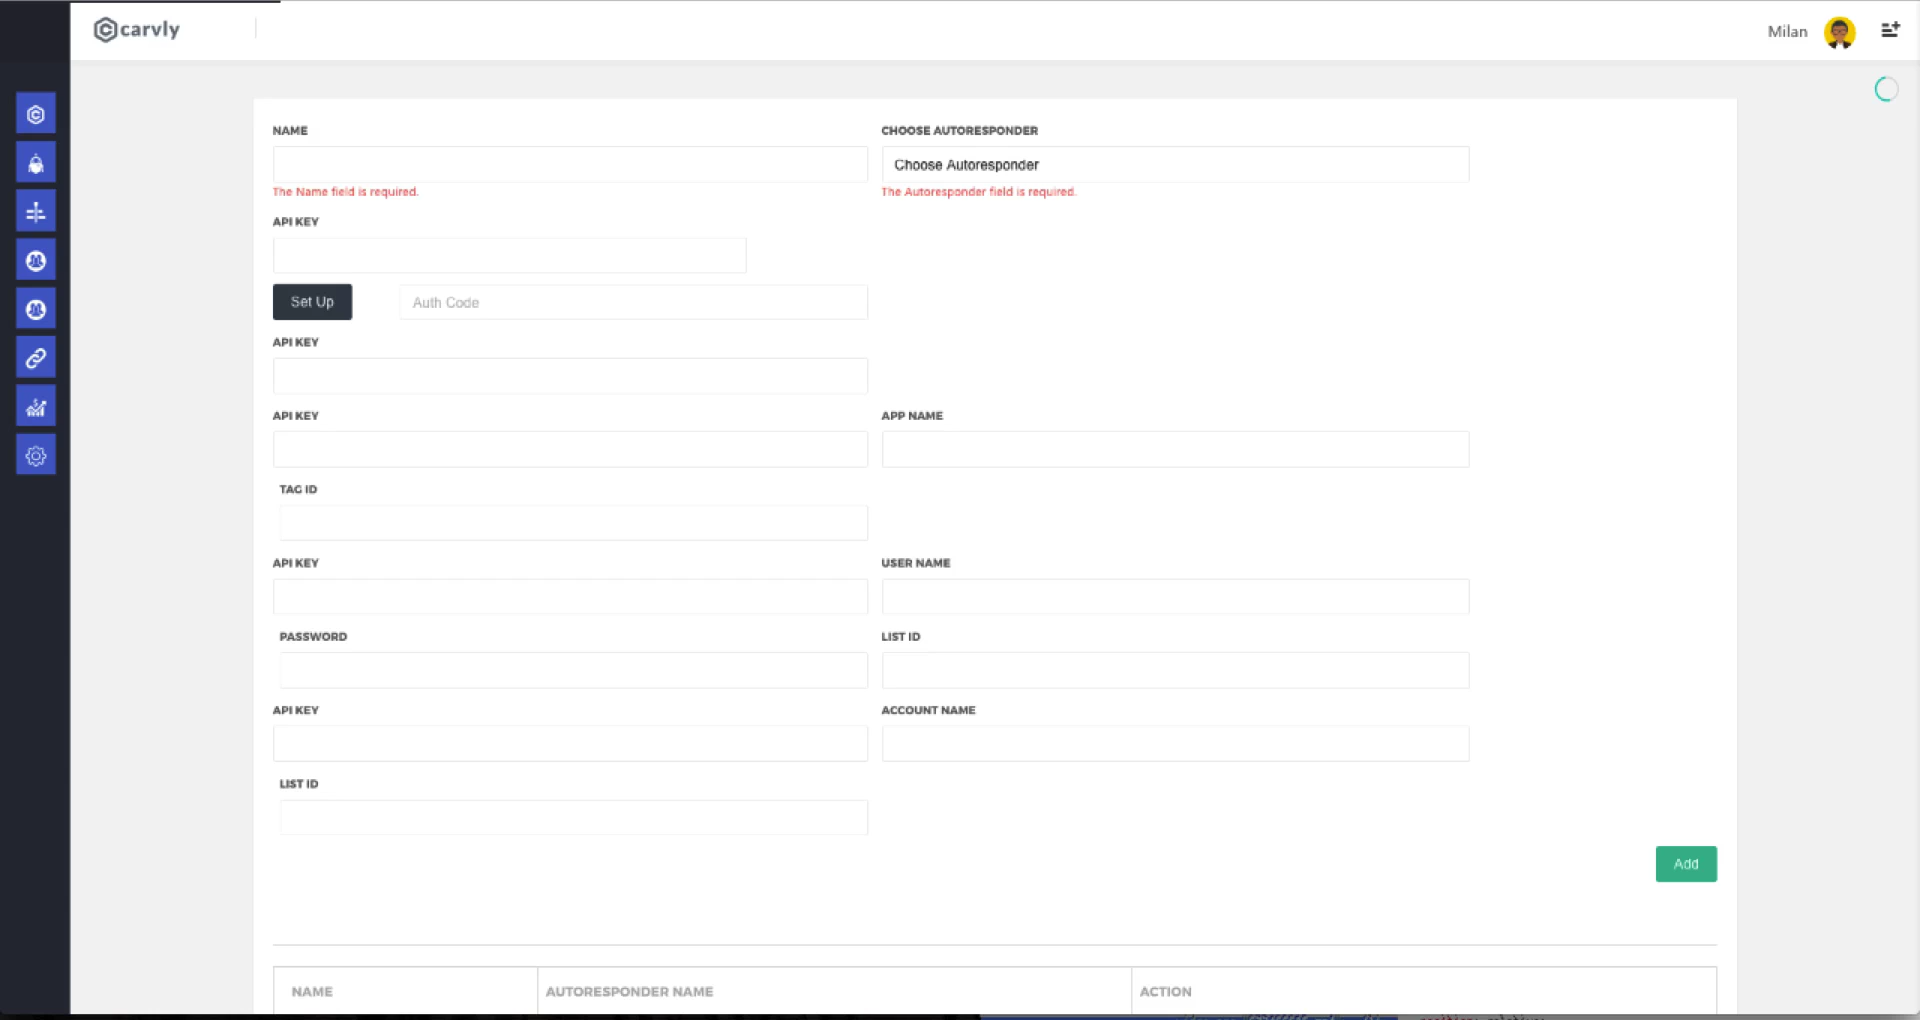 carvly
Milan
NAME
CHOOSE AUTORESPONDER
Choose Autoresponder
The Name field is required.
The Autoresponder field is required.
API KEY
Set Up
Auth Code
API KEY
API KEY
APP NAME
TAG ID
API KEY
USER NAME
PASSWORD
LIST ID
API KEY
ACCOUNT NAME
LIST ID
Add
NAME
AUTORESPONDER NAME
ACTION